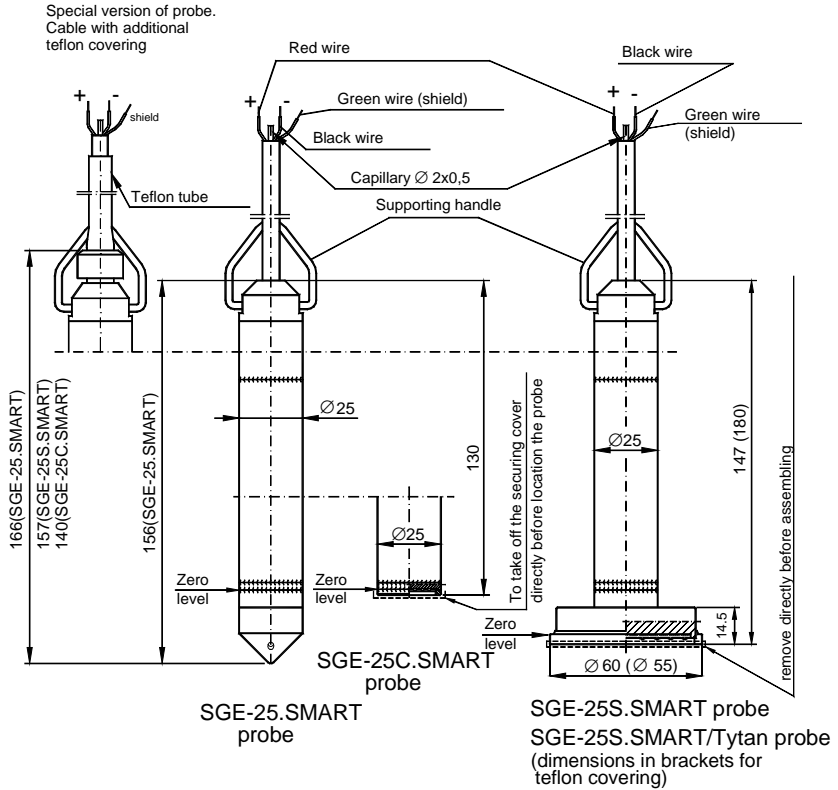 Special version of probe.
Cable with additional
teflon covering
+ -
shield
Teflon tube
Red wire
+ -
Green wire (shield)
Black wire
Capillary ∅ 2x0,5
Supporting handle
Black wire
+ -
Green wire
(shield)
166(SGE-25.SMART)
157(SGE-25S.SMART)
140(SGE-25C.SMART)
156(SGE-25.SMART)
∅25
130
∅25
To take off the securing cover
directly before location the probe
∅25
147 (180)
remove directly before assembling
Zero
level
Zero
level
Zero
level
14.5
∅ 60 (∅ 55)
SGE-25.SMART
probe
SGE-25C.SMART
probe
SGE-25S.SMART probe
SGE-25S.SMART/Tytan probe
(dimensions in brackets for
teflon covering)